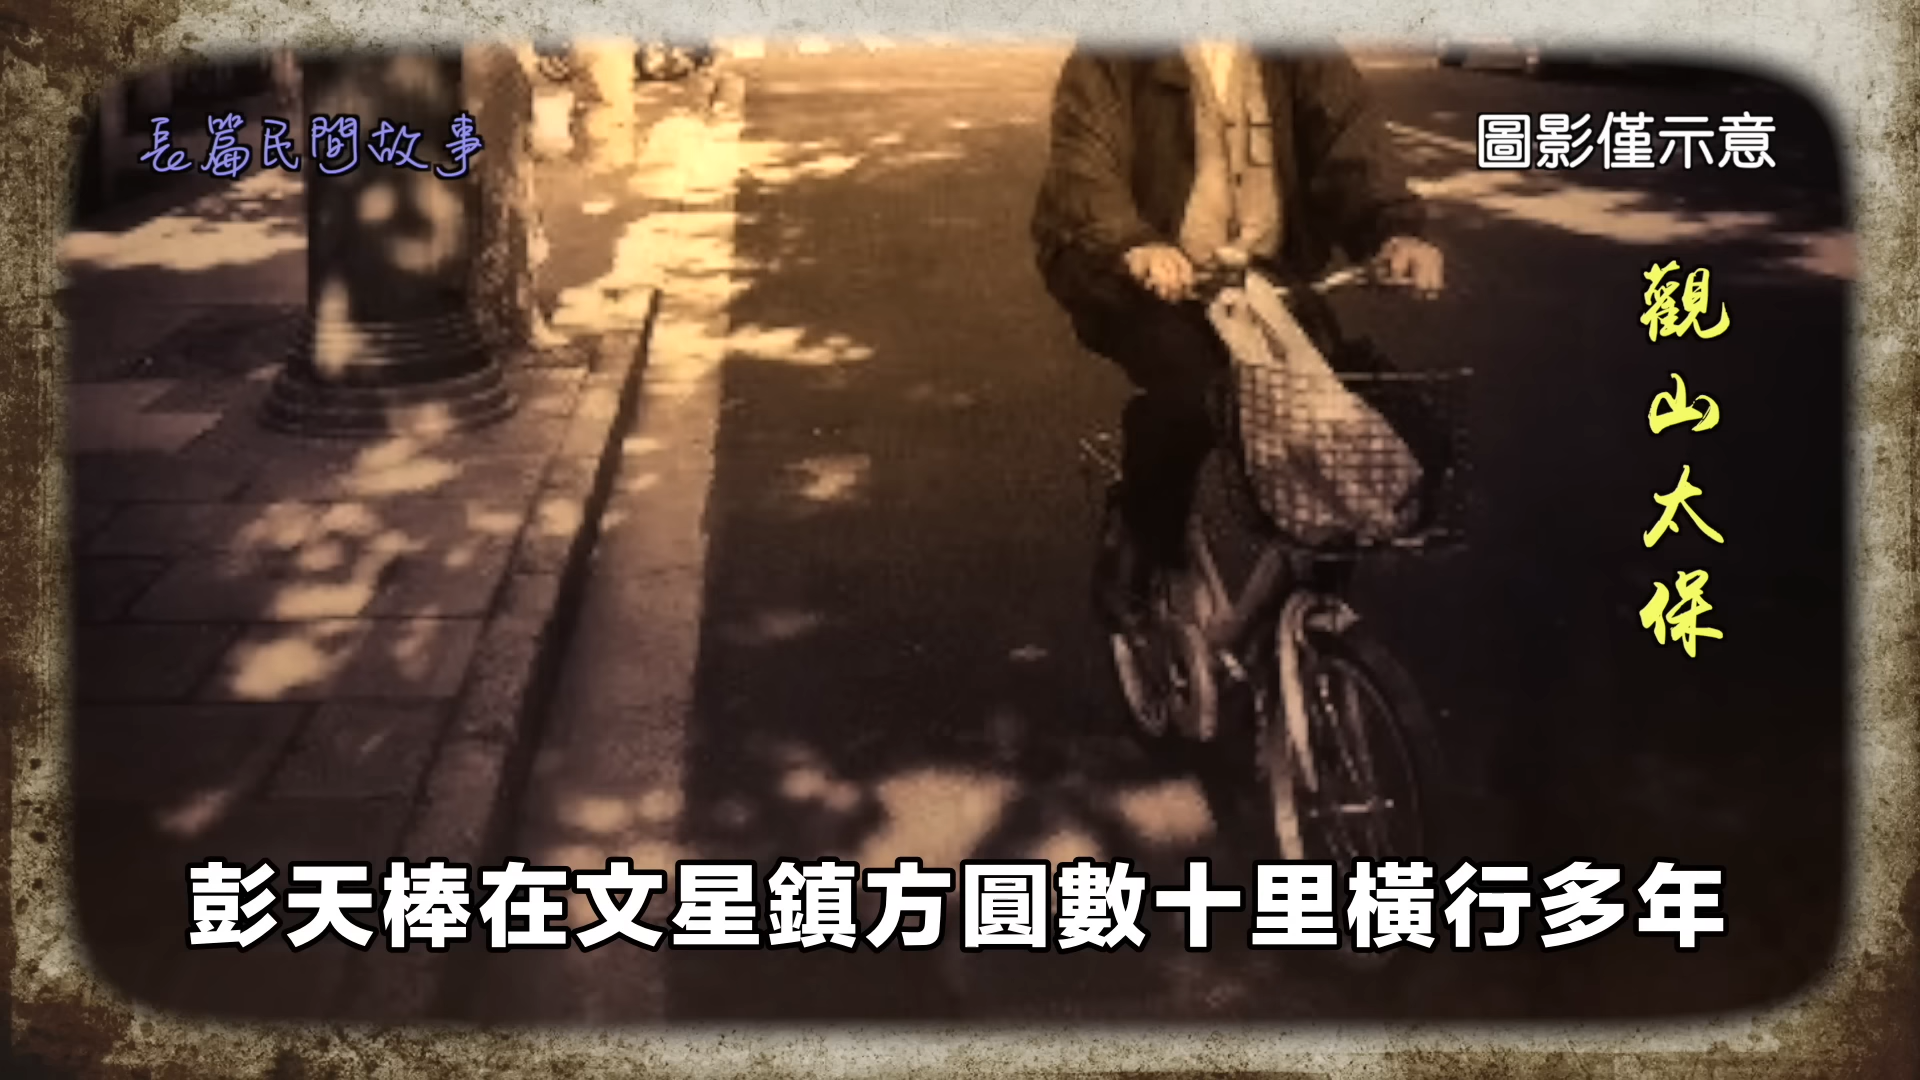 長篇民間故事
圖影僅示意
觀山太保
彭天棒在文星鎮方圓數十里橫行多年